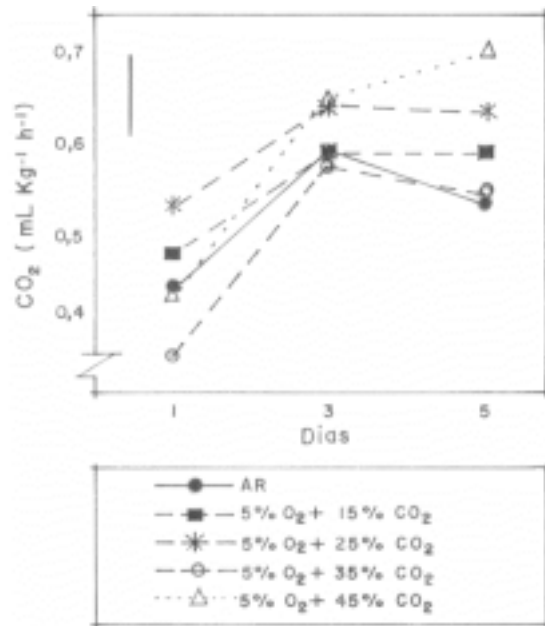 CO₂ ( mL Kg⁻¹ h⁻¹ )
0,7
0,6
0,5
0,4
1 3 5
Dias
AR
5% O₂ + 15% CO₂
5% O₂ + 25% CO₂
5% O₂ + 35% CO₂
5% O₂ + 45% CO₂